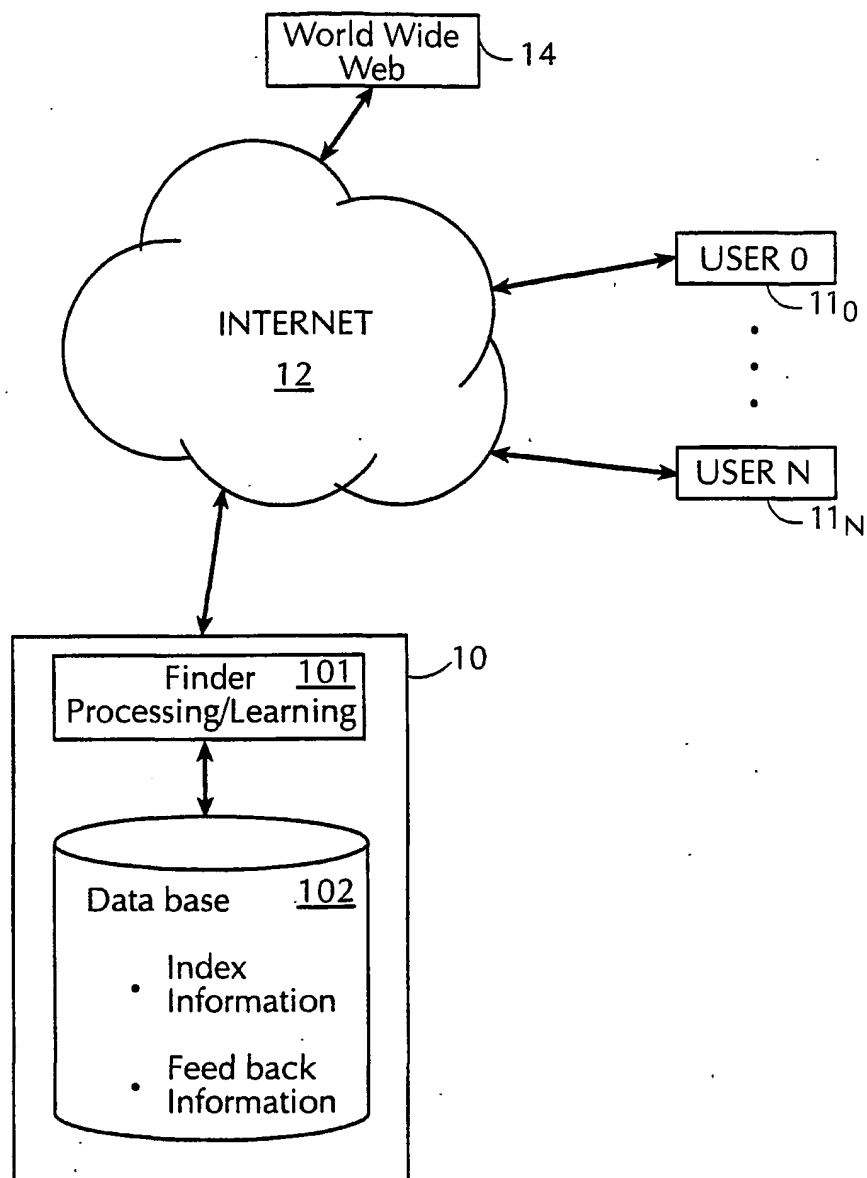 World Wide
Web
14
INTERNET
12
USER 0
11₀
USER N
11_N
10
Finder 101
Processing/Learning
Data base 102
• Index
Information
• Feed back
Information